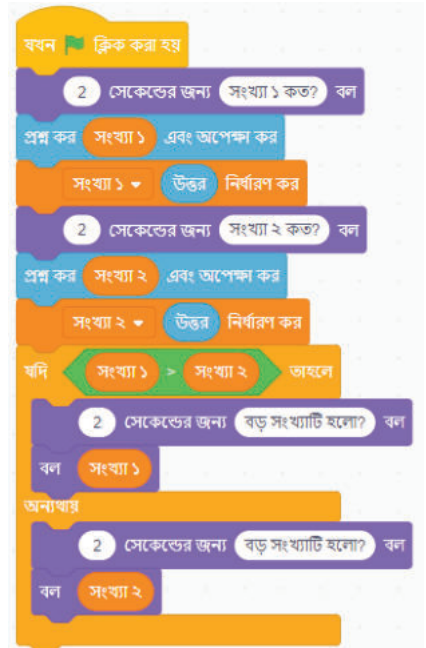 যখন ক্লিক করা হয়
2 সেকেন্ডের জন্য সংখ্যা ১ কত? বল
প্রশ্ন কর সংখ্যা ১ এবং অপেক্ষা কর
সংখ্যা ১ উত্তর নির্ধারণ কর
2 সেকেন্ডের জন্য সংখ্যা ২ কত? বল
প্রশ্ন কর সংখ্যা ২ এবং অপেক্ষা কর
সংখ্যা ২ উত্তর নির্ধারণ কর
যদি সংখ্যা ১ > সংখ্যা ২ তাহলে
2 সেকেন্ডের জন্য বড় সংখ্যাটি হলো? বল
বল সংখ্যা ১
অন্যথায়
2 সেকেন্ডের জন্য বড় সংখ্যাটি হলো? বল
বল সংখ্যা ২